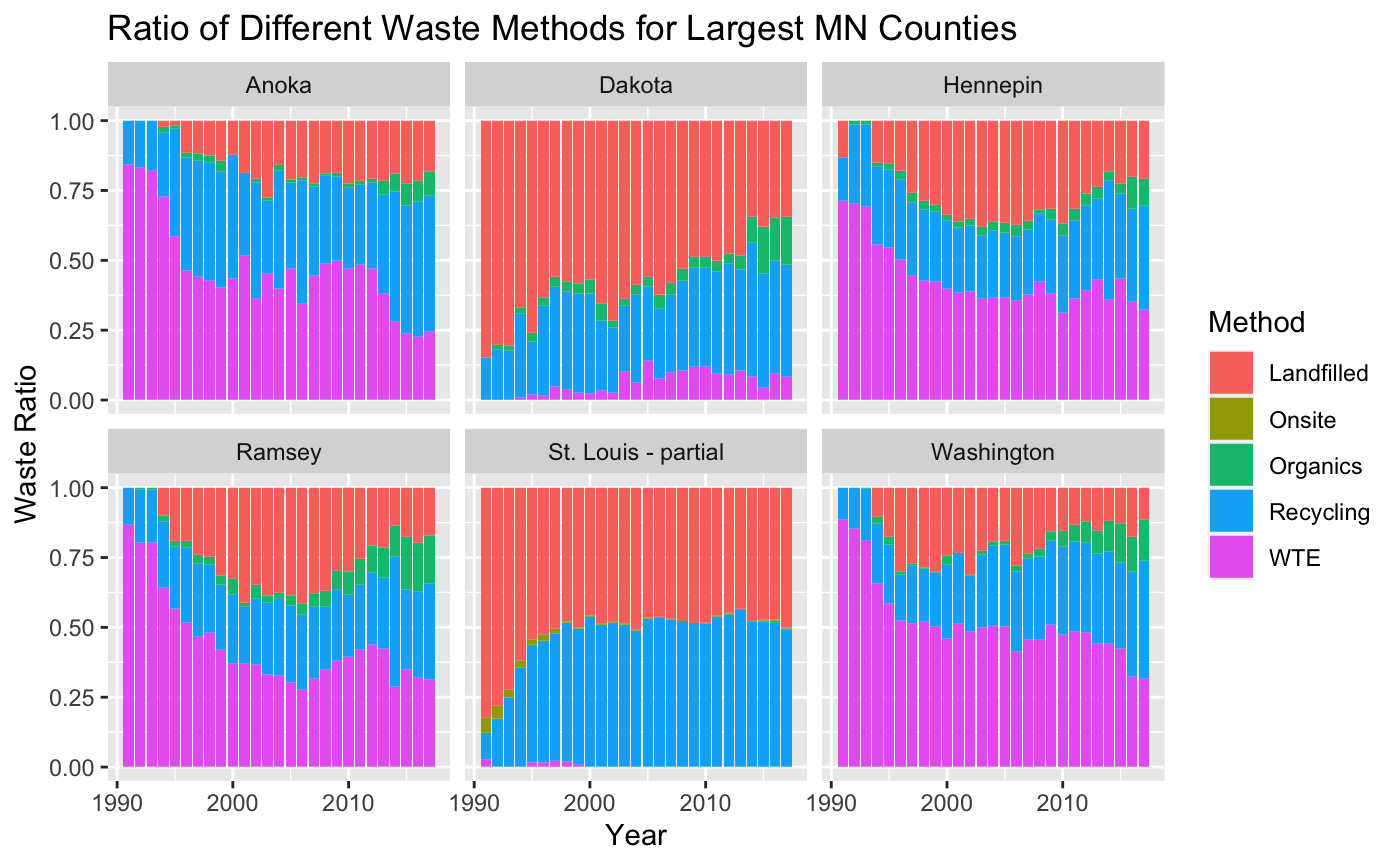 Ratio of Different Waste Methods for Largest MN Counties
Anoka
Dakota
Hennepin
1.00
0.75
0.50
0.25
0.00
Ramsey
St. Louis - partial
Washington
1.00
0.75
0.50
0.25
0.00
1990
2000
2010
1990
2000
2010
1990
2000
2010
Year
Waste Ratio
Method
Landfilled
Onsite
Organics
Recycling
WTE